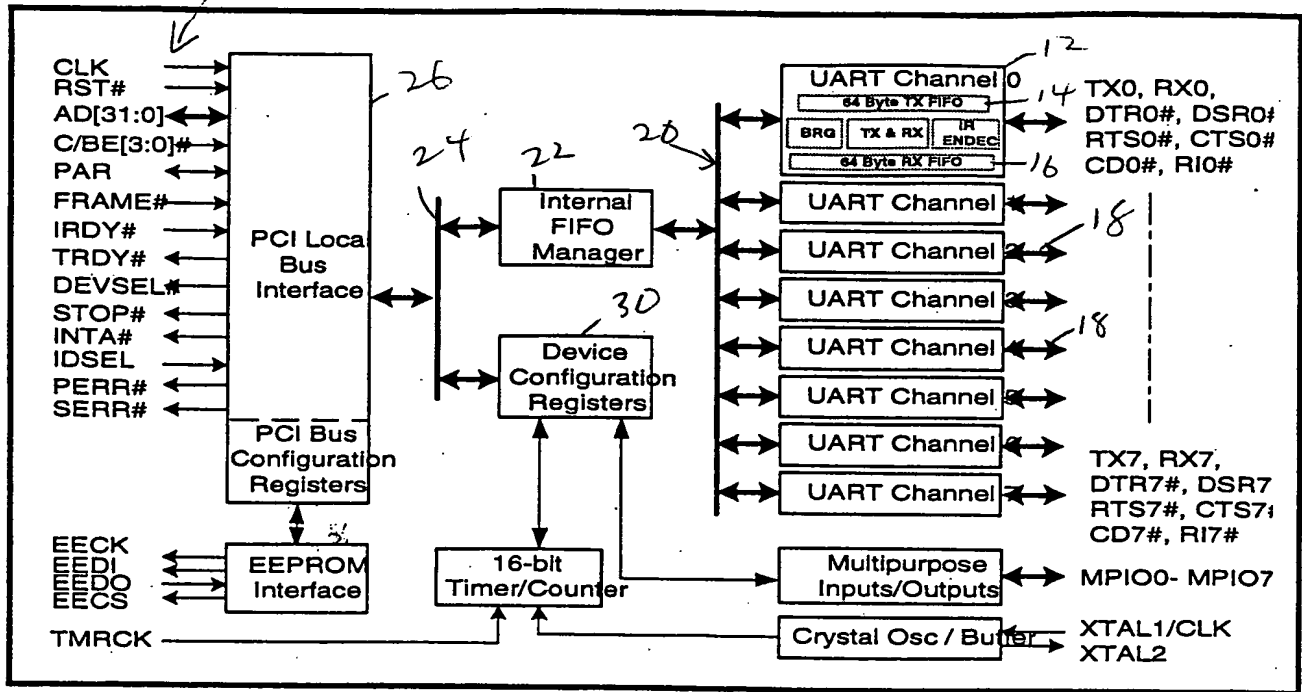 CLK
RST#
AD[31:0]
C/BE[3:0]#
PAR
FRAME#
IRDY#
TRDY#
DEVSEL#
STOP#
INTA#
IDSEL
PERR#
SERR#
PCI Local
Bus
Interface
26
PCI Bus
Configuration
Registers
EECK
EEDI
EEDO
EECS
EEPROM
Interface
TMRCK
24
22
Internal
FIFO
Manager
30
Device
Configuration
Registers
16-bit
Timer/Counter
20
12
UART Channel 0
64 Byte TX FIFO
14
BRG
TX & RX
IR
ENDEC
64 Byte RX FIFO
16
UART Channel
UART Channel
18
UART Channel
UART Channel
18
UART Channel
UART Channel
UART Channel
Multipurpose
Inputs/Outputs
Crystal Osc / Buffer
TX0, RX0,
DTR0#, DSR0#
RTS0#, CTS0#
CD0#, RI0#
TX7, RX7,
DTR7#, DSR7
RTS7#, CTS7#
CD7#, RI7#
MPIO0- MPIO7
XTAL1/CLK
XTAL2